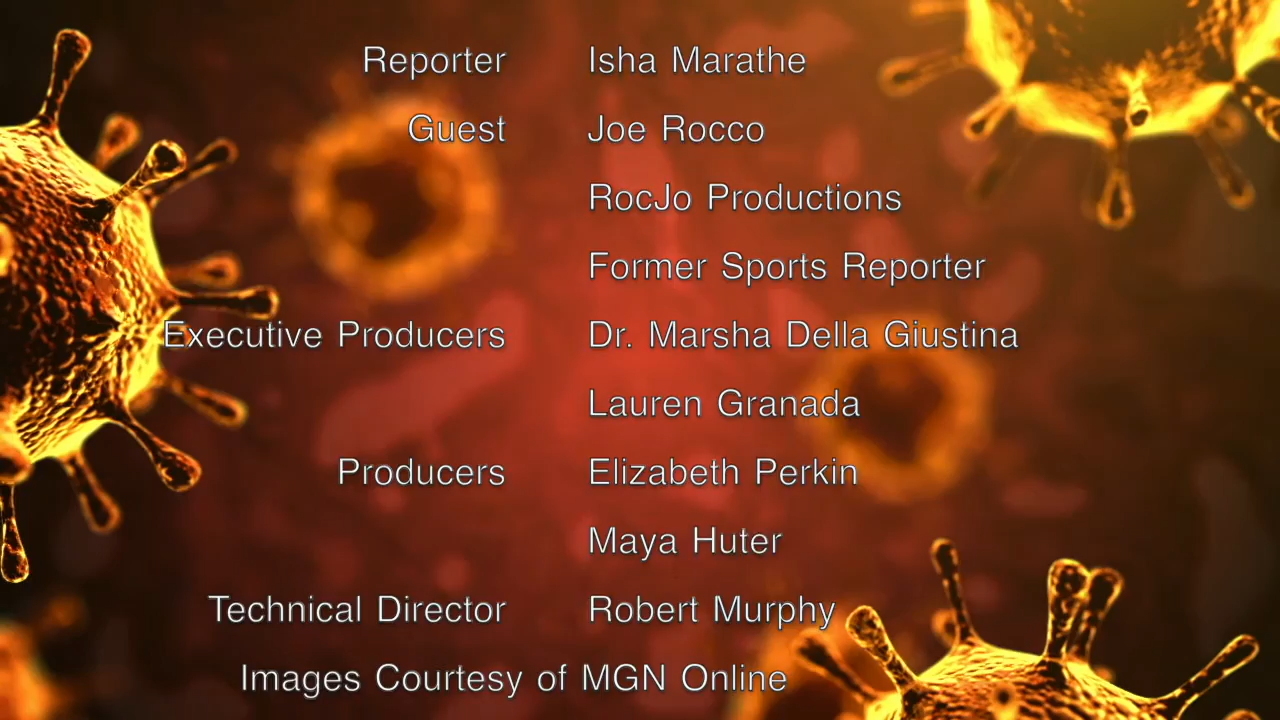 Reporter Isha Marathe
Guest Joe Rocco
RocJo Productions
Former Sports Reporter
Executive Producers Dr. Marsha Della Giustina
Lauren Granada
Producers Elizabeth Perkin
Maya Huter
Technical Director Robert Murphy
Images Courtesy of MGN Online